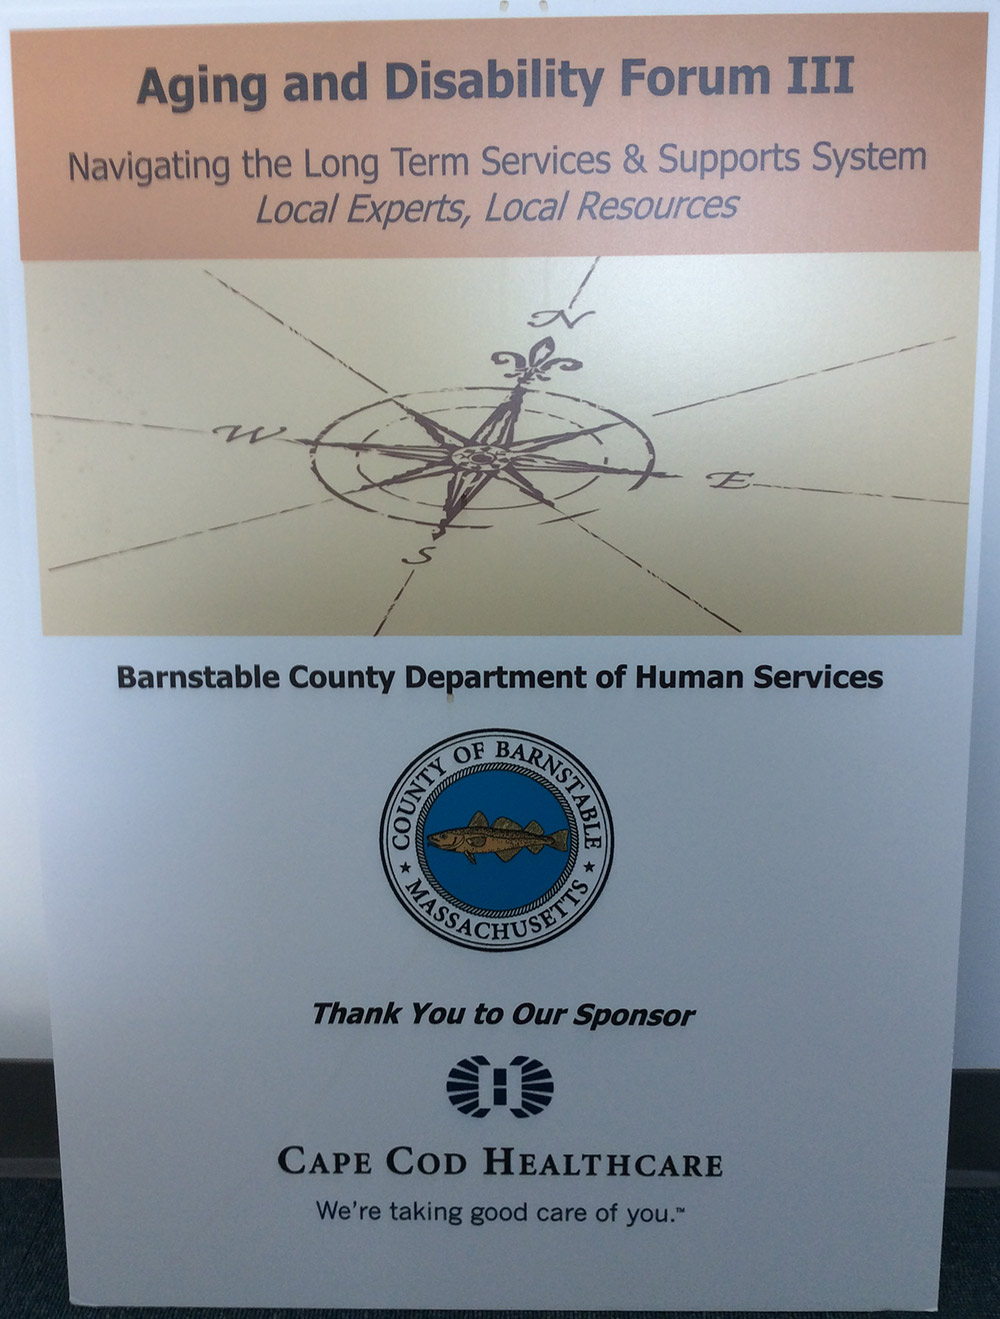 Aging and Disability Forum III
Navigating the Long Term Services & Supports System
Local Experts, Local Resources
N
W
E
S
Barnstable County Department of Human Services
COUNTY OF BARNSTABLE
★ MASSACHUSETTS ★
Thank You to Our Sponsor
H
CAPE COD HEALTHCARE
We're taking good care of you.™